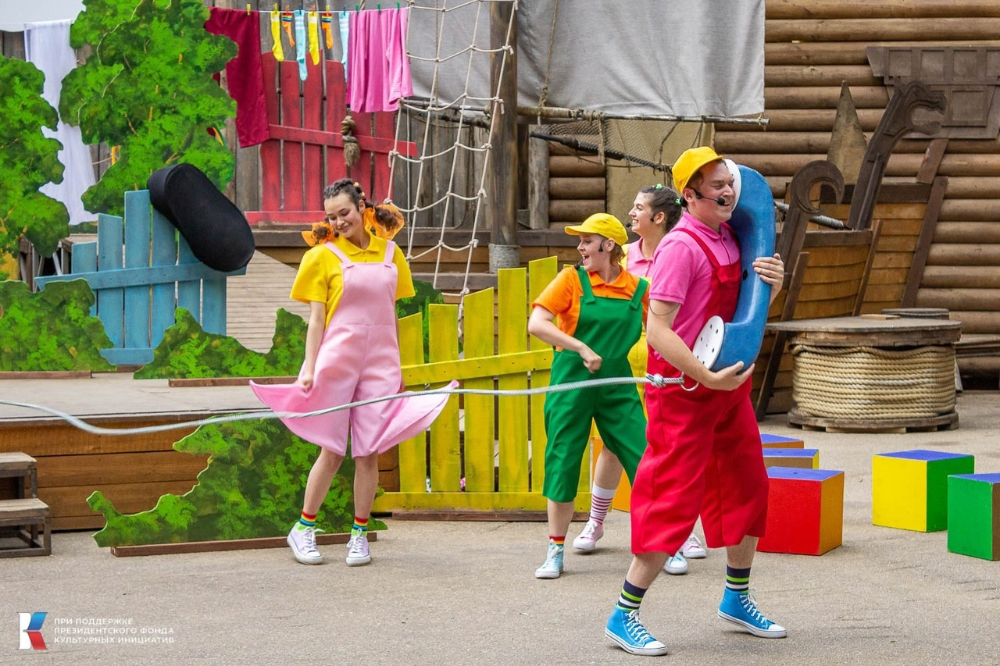 ПРИ ПОДДЕРЖКЕ
ПРЕЗИДЕНТСКОГО ФОНДА
КУЛЬТУРНЫХ ИНИЦИАТИВ